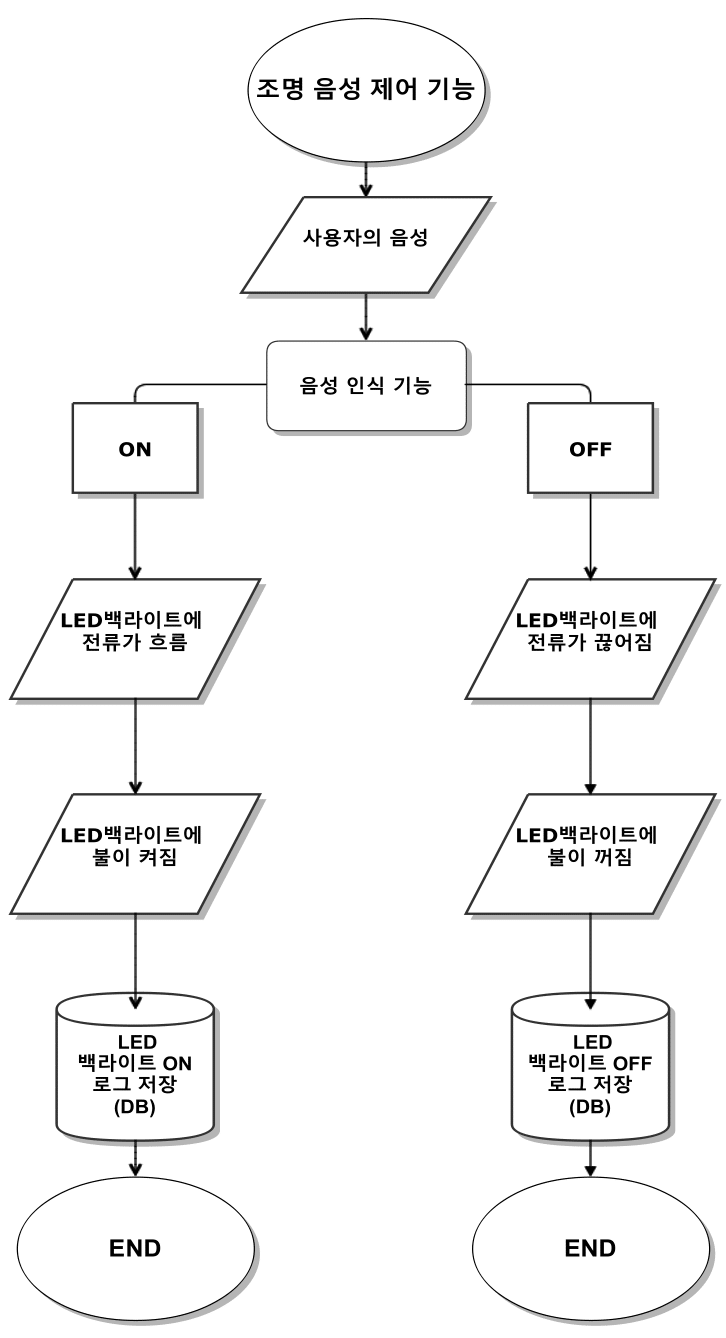 조명 음성 제어 기능
사용자의 음성
음성 인식 기능
ON
OFF
LED백라이트에
전류가 흐름
LED백라이트에
전류가 끊어짐
LED백라이트에
불이 켜짐
LED백라이트에
불이 꺼짐
LED
백라이트 ON
로그 저장
(DB)
LED
백라이트 OFF
로그 저장
(DB)
END
END